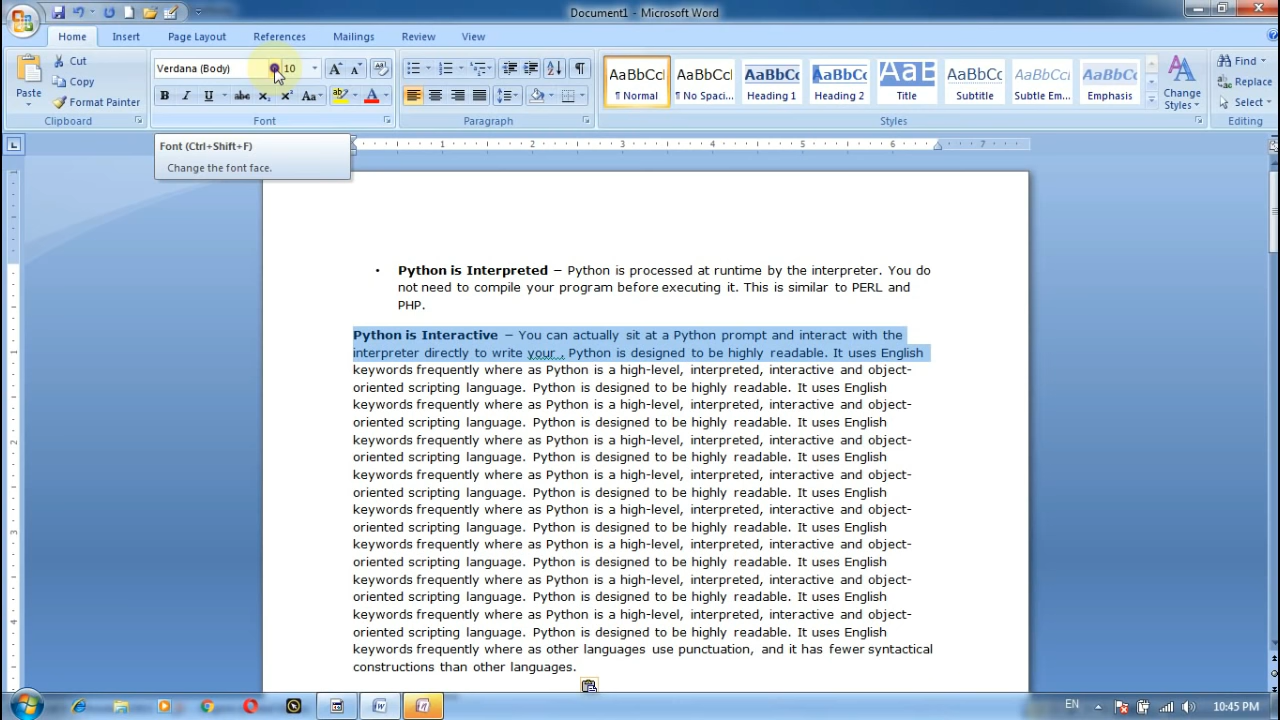 Document1 - Microsoft Word
Home Insert Page Layout References Mailings Review View
Cut
Copy
Format Painter
Paste
Clipboard
Verdana (Body) 10
B I U abc X₂ X² Aa
Font
Paragraph
AaBbCcI AaBbCcI AaBbCc AaBbCc AaB AaBbCcI AaBbCcI AaBbCcI
¶ Normal ¶ No Spaci... Heading 1 Heading 2 Title Subtitle Subtle Em... Emphasis
Change
Styles
Styles
Find
Replace
Select
Editing
Font (Ctrl+Shift+F)
Change the font face.
1 2 3 4 5 6 7
• Python is Interpreted − Python is processed at runtime by the interpreter. You do
not need to compile your program before executing it. This is similar to PERL and
PHP.
Python is Interactive − You can actually sit at a Python prompt and interact with the
interpreter directly to write your , Python is designed to be highly readable. It uses English
keywords frequently where as Python is a high-level, interpreted, interactive and object-
oriented scripting language. Python is designed to be highly readable. It uses English
keywords frequently where as Python is a high-level, interpreted, interactive and object-
oriented scripting language. Python is designed to be highly readable. It uses English
keywords frequently where as Python is a high-level, interpreted, interactive and object-
oriented scripting language. Python is designed to be highly readable. It uses English
keywords frequently where as Python is a high-level, interpreted, interactive and object-
oriented scripting language. Python is designed to be highly readable. It uses English
keywords frequently where as Python is a high-level, interpreted, interactive and object-
oriented scripting language. Python is designed to be highly readable. It uses English
keywords frequently where as Python is a high-level, interpreted, interactive and object-
oriented scripting language. Python is designed to be highly readable. It uses English
keywords frequently where as Python is a high-level, interpreted, interactive and object-
oriented scripting language. Python is designed to be highly readable. It uses English
keywords frequently where as Python is a high-level, interpreted, interactive and object-
oriented scripting language. Python is designed to be highly readable. It uses English
keywords frequently where as other languages use punctuation, and it has fewer syntactical
constructions than other languages.
EN 10:45 PM